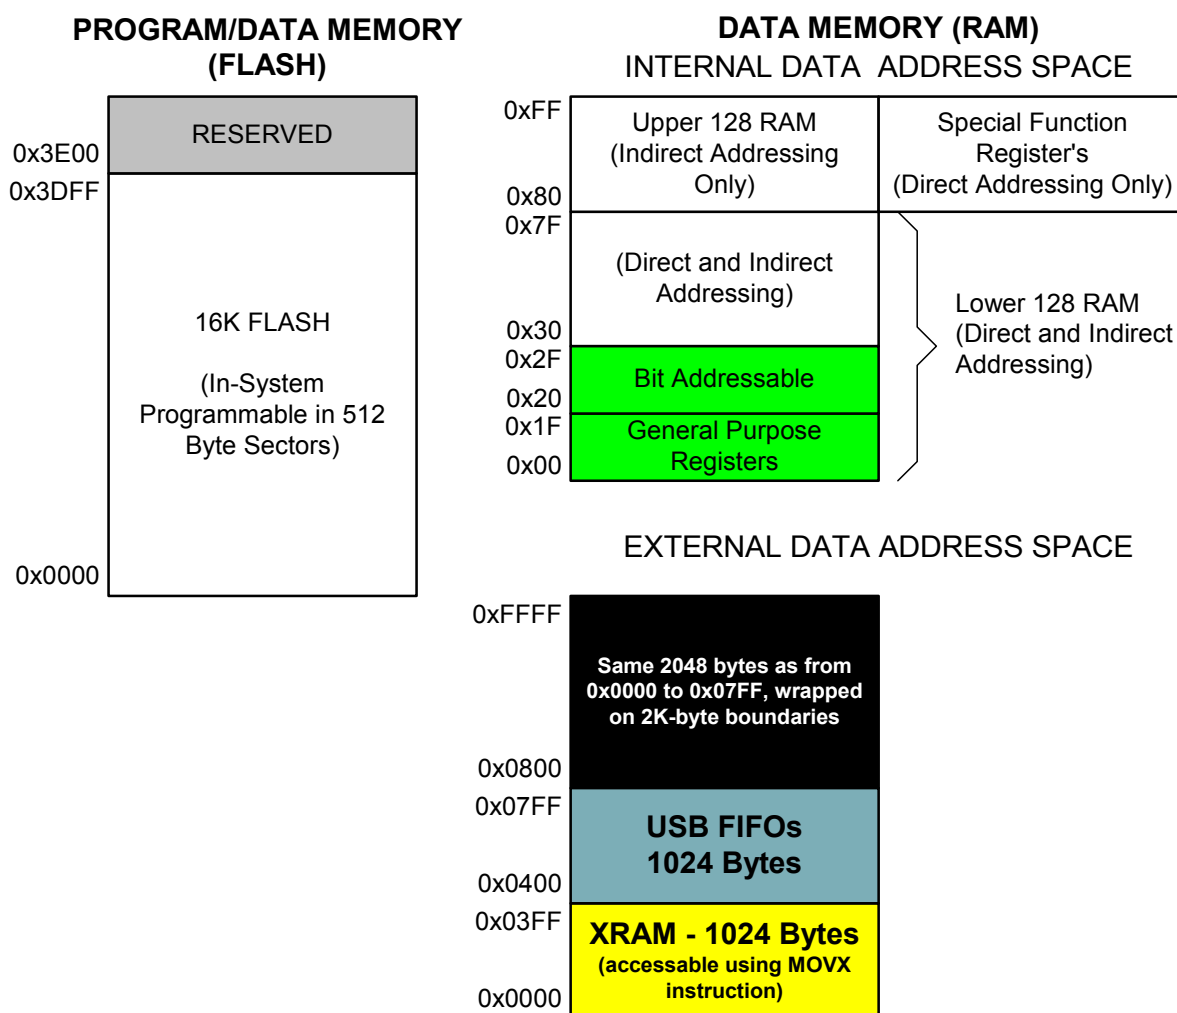 PROGRAM/DATA MEMORY
(FLASH)
RESERVED
0x3E00
0x3DFF
16K FLASH
(In-System
Programmable in 512
Byte Sectors)
0x0000
DATA MEMORY (RAM)
INTERNAL DATA ADDRESS SPACE
0xFF
Upper 128 RAM
(Indirect Addressing
Only)
0x80
Special Function
Register's
(Direct Addressing Only)
0x7F
(Direct and Indirect
Addressing)
0x30
0x2F
Bit Addressable
0x20
0x1F
General Purpose
Registers
0x00
Lower 128 RAM
(Direct and Indirect
Addressing)
EXTERNAL DATA ADDRESS SPACE
0xFFFF
Same 2048 bytes as from
0x0000 to 0x07FF, wrapped
on 2K-byte boundaries
0x0800
0x07FF
USB FIFOs
1024 Bytes
0x0400
0x03FF
XRAM - 1024 Bytes
(accessable using MOVX
instruction)
0x0000